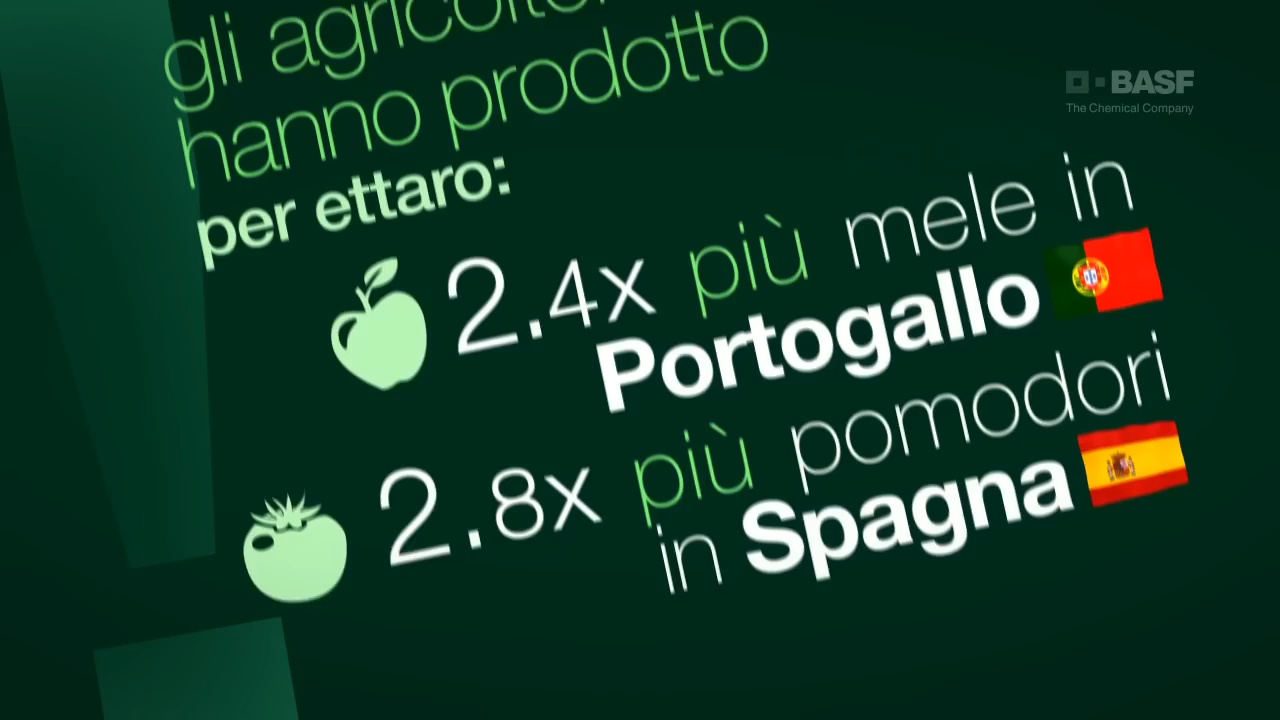 BASF
The Chemical Company
gli
hanno prodotto
per ettaro:
2.4x più mele in
Portogallo
2.8x più pomodori
in Spagna